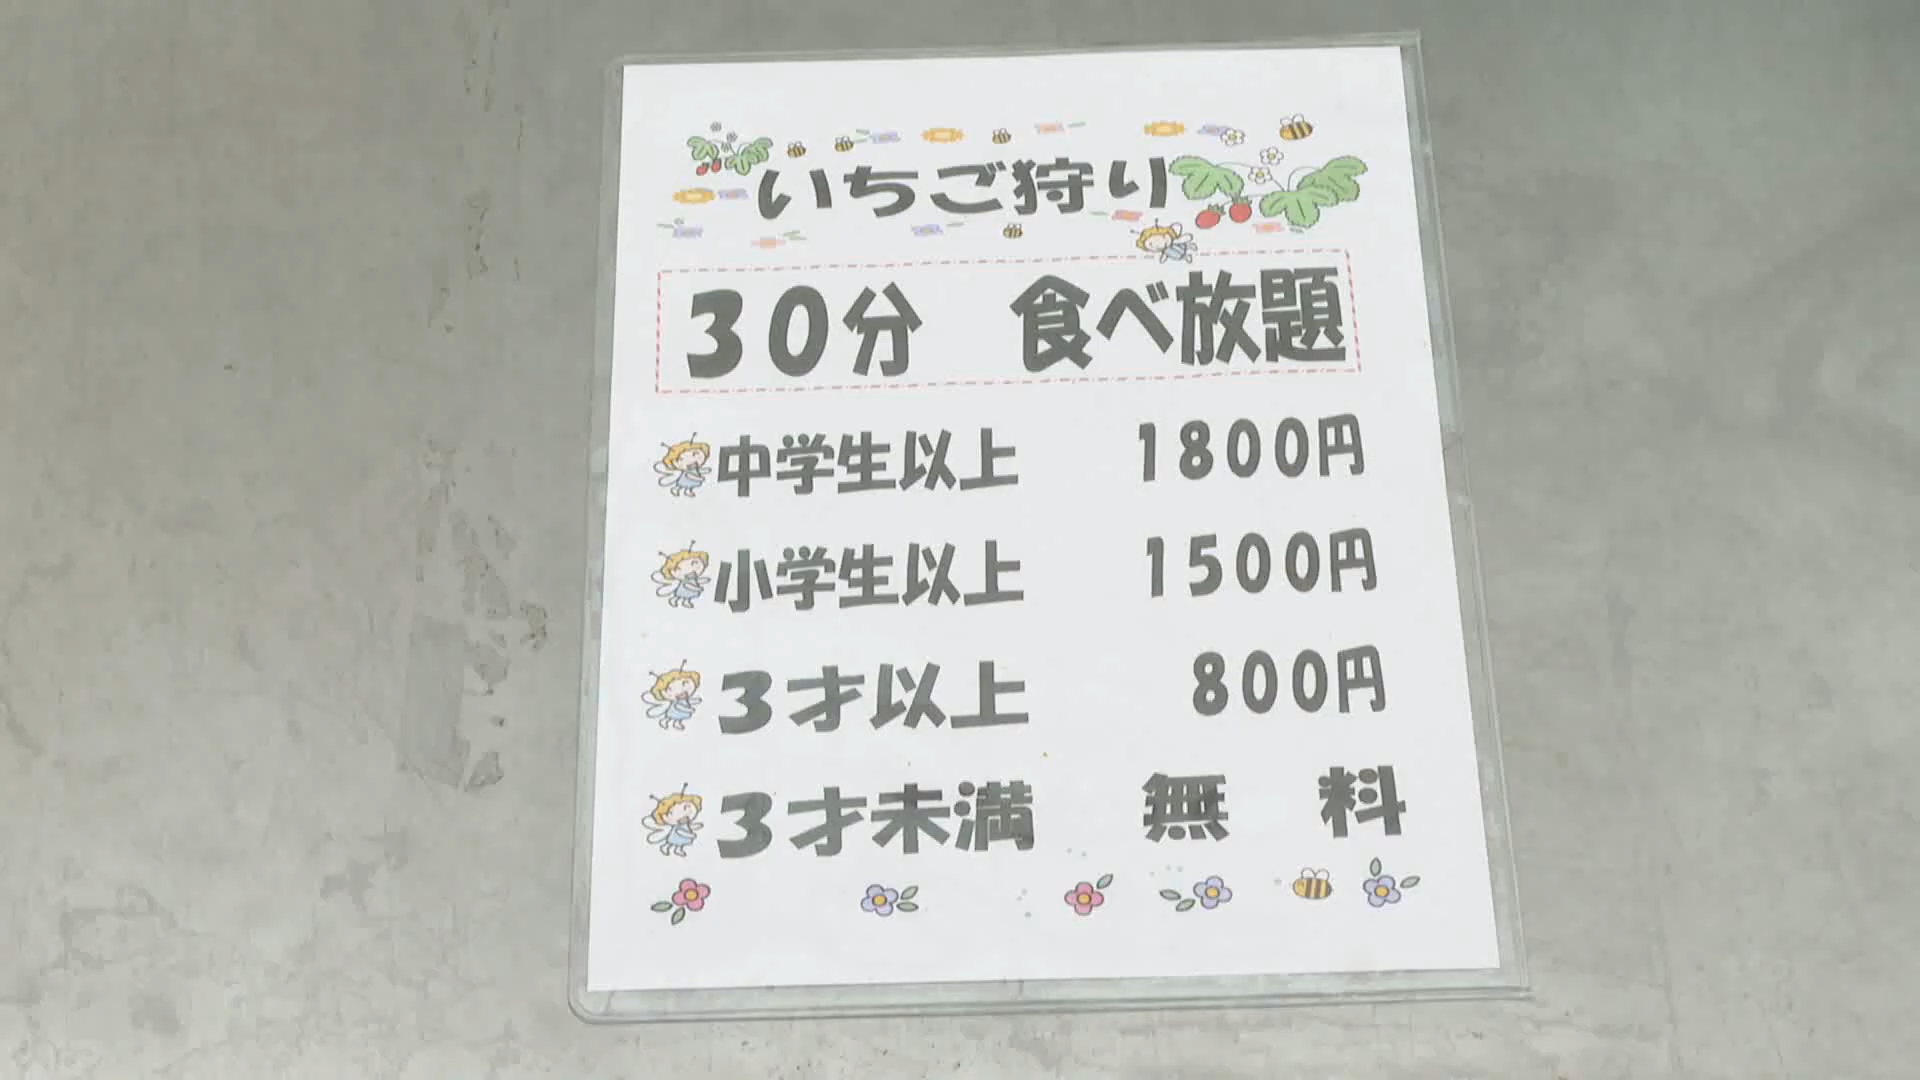 いちご狩り
30分 食べ放題
中学生以上 1800円
小学生以上 1500円
3才以上 800円
3才未満 無料